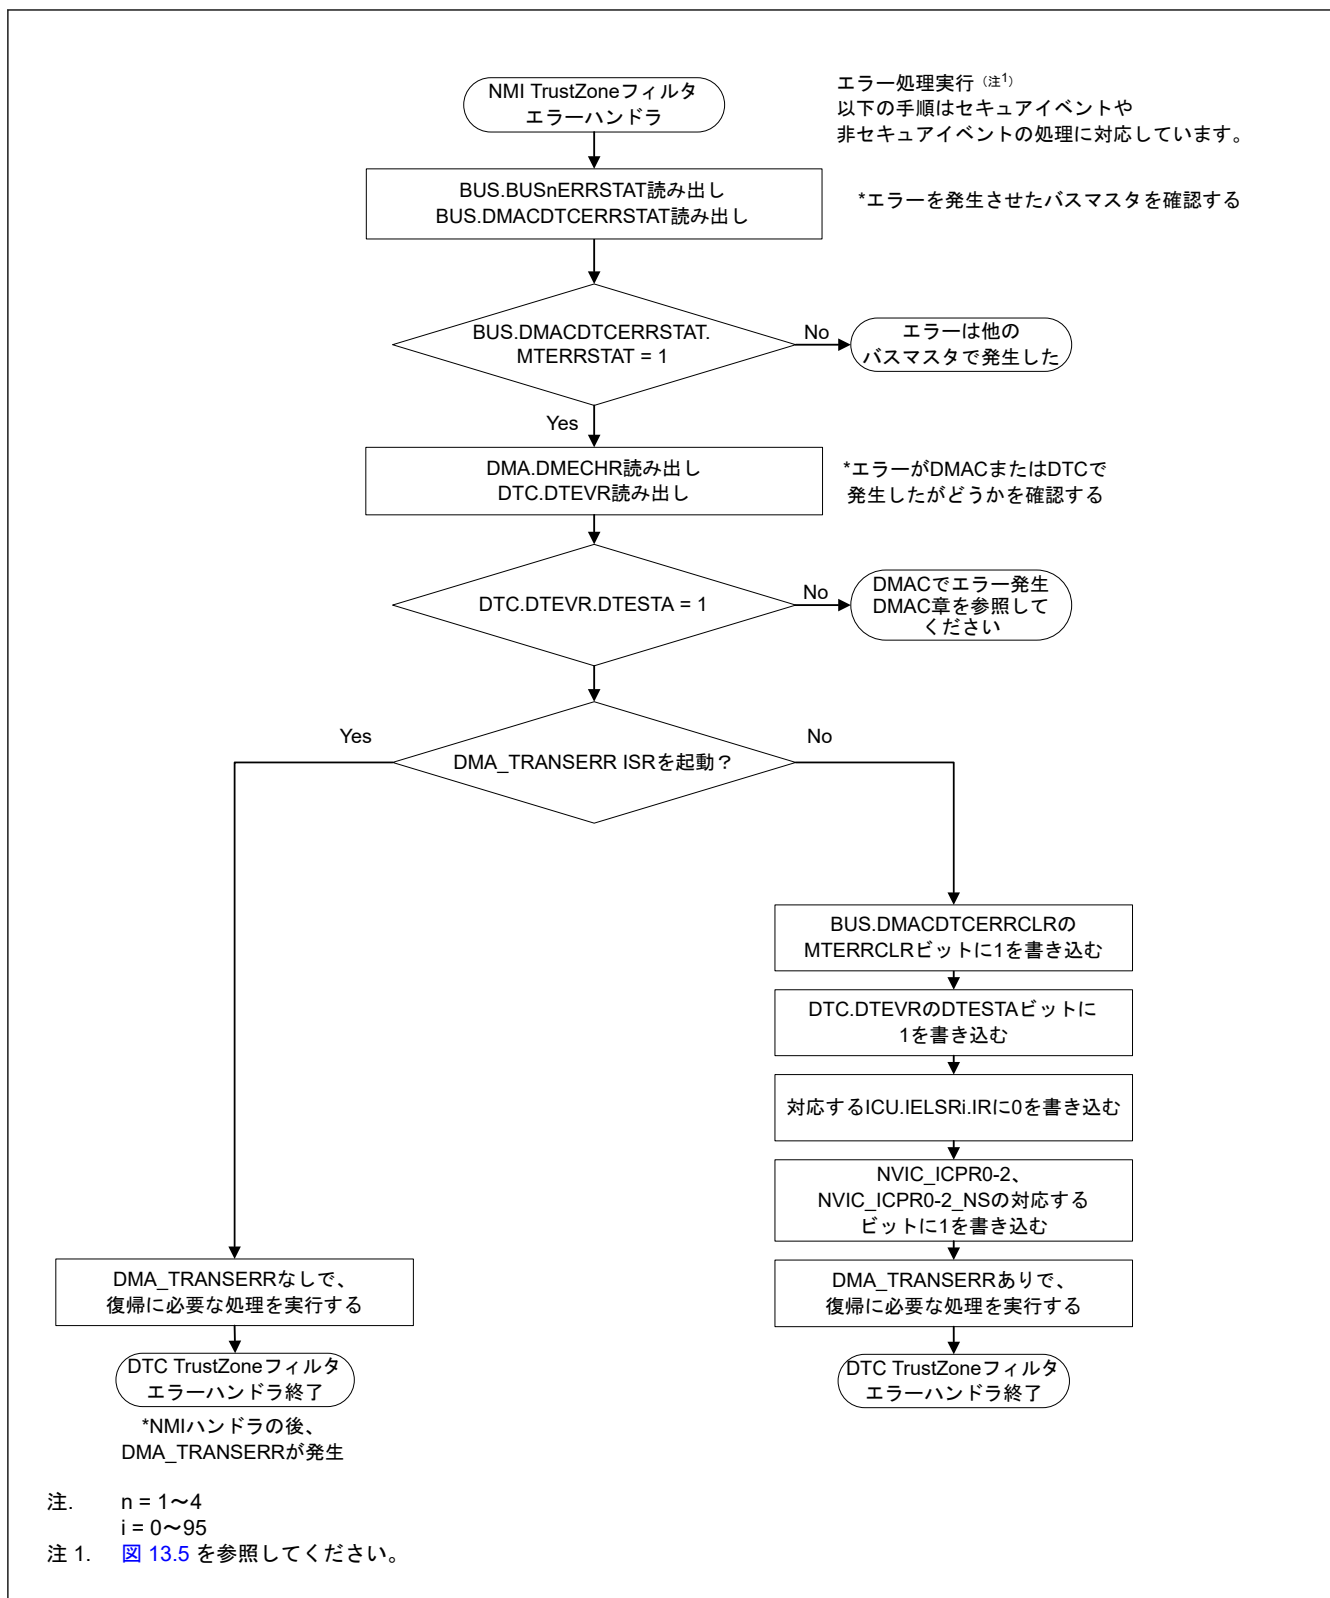 NMI TrustZoneフィルタ
エラーハンドラ
エラー処理実行（注1）
以下の手順はセキュアイベントや
非セキュアイベントの処理に対応しています。
BUS.BUSnERRSTAT読み出し
BUS.DMACDTCERRSTAT読み出し
*エラーを発生させたバスマスタを確認する
BUS.DMACDTCERRSTAT.
MTERRSTAT = 1
No
エラーは他の
バスマスタで発生した
Yes
DMA.DMECHR読み出し
DTC.DTEVR読み出し
*エラーがDMACまたはDTCで
発生したがどうかを確認する
DTC.DTEVR.DTESTA = 1
No
DMACでエラー発生
DMAC章を参照して
ください
Yes
DMA_TRANSERR ISRを起動？
No
BUS.DMACDTCERRCLRの
MTERRCLRビットに1を書き込む
DTC.DTEVRのDTESTAビットに
1を書き込む
対応するICU.IELSRi.IRに0を書き込む
NVIC_ICPR0-2、
NVIC_ICPR0-2_NSの対応する
ビットに1を書き込む
DMA_TRANSERRなしで、
復帰に必要な処理を実行する
DMA_TRANSERRありで、
復帰に必要な処理を実行する
DTC TrustZoneフィルタ
エラーハンドラ終了
DTC TrustZoneフィルタ
エラーハンドラ終了
*NMIハンドラの後、
DMA_TRANSERRが発生
注. n = 1～4
i = 0～95
注 1. 図 13.5 を参照してください。